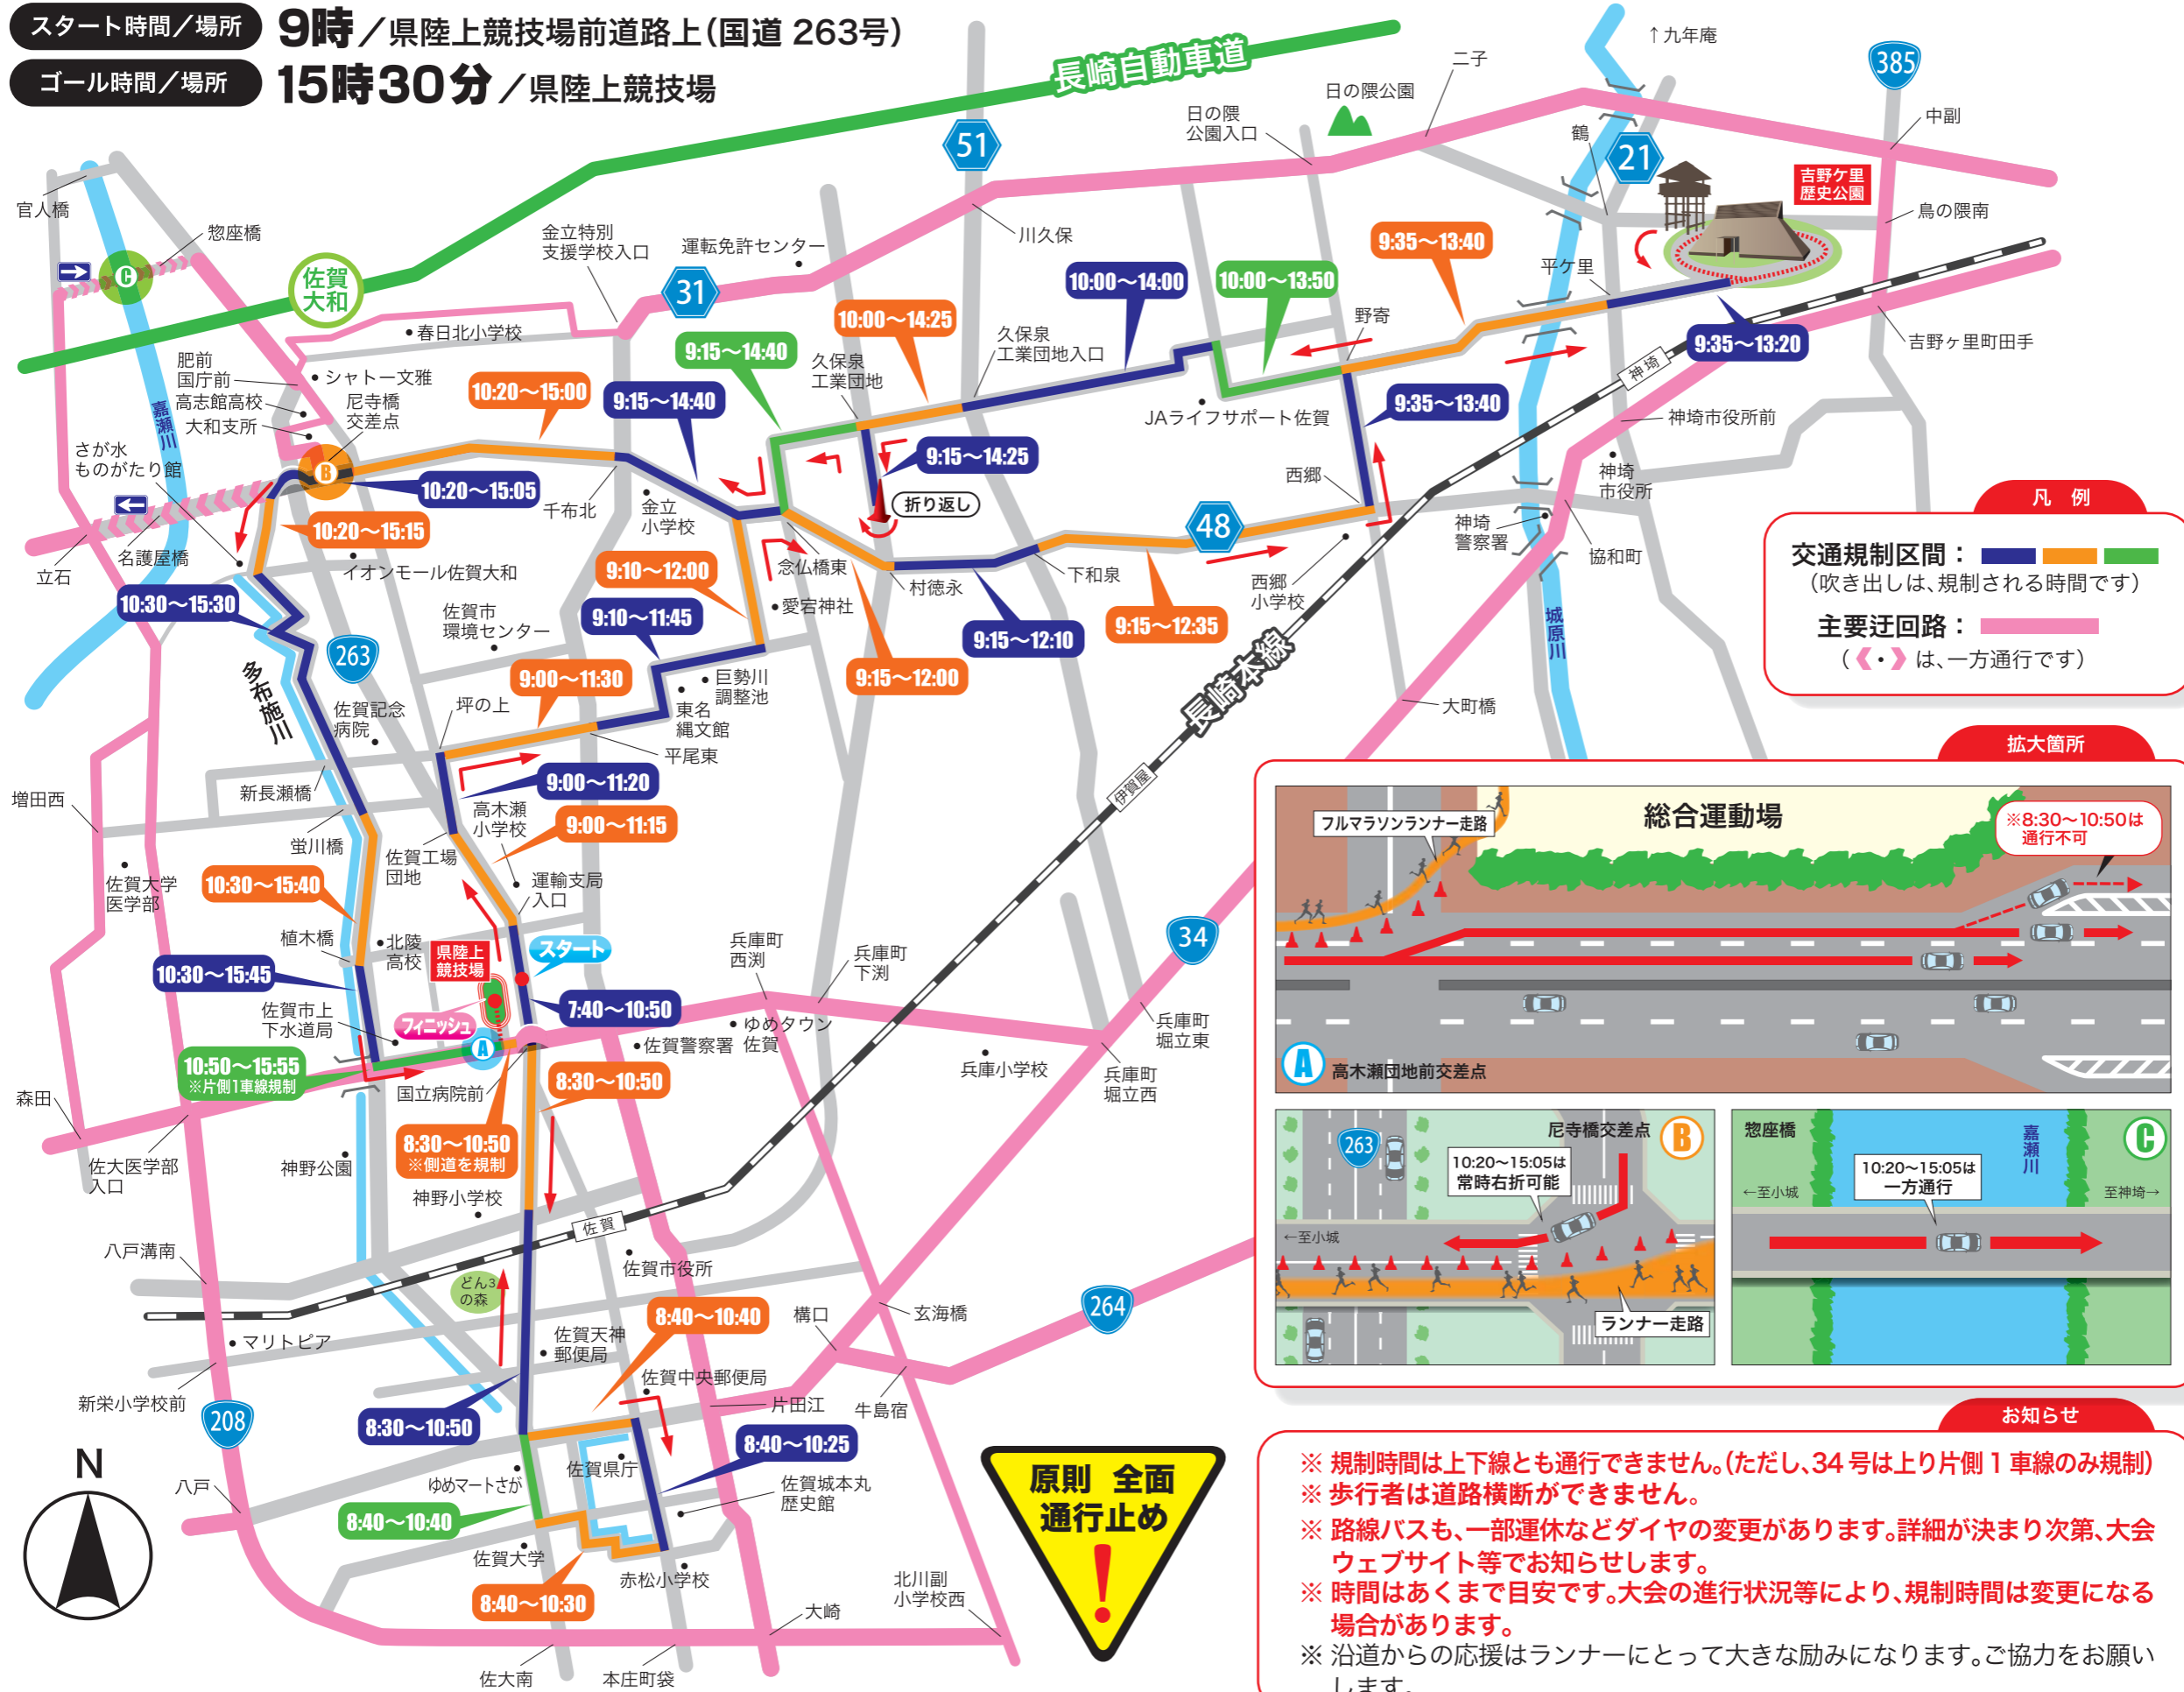 スタート時間／場所 9時／県陸上競技場前道路上（国道 263号）
ゴール時間／場所 15時30分／県陸上競技場
長崎自動車道
↑九年庵
385
二子
日の隈公園
日の隈
公園入口
中副
51
鶴
21
吉野ケ里
歴史公園
官人橋
惣座橋
鳥の隈南
金立特別
支援学校入口
運転免許センター
川久保
9:35〜13:40
平ケ里
C
佐賀
大和
31
10:00〜14:00
10:00〜13:50
春日北小学校
10:00〜14:25
久保泉
工業団地入口
野寄
9:35〜13:20
吉野ヶ里町田手
肥前
国庁前
9:15〜14:40
久保泉
工業団地
神埼
シャトー文雅
高志館高校
尼寺橋
交差点
大和支所
嘉瀬川
10:20〜15:00
9:15〜14:40
9:35〜13:40
JAライフサポート佐賀
神埼市役所前
さが水
ものがたり館
B
10:20〜15:05
9:15〜14:25
折り返し
西郷
神埼
市役所
千布北
金立
小学校
48
神埼
警察署
協和町
凡 例
交通規制区間：
（吹き出しは、規制される時間です）
主要迂回路：
（ ・ は、一方通行です）
10:20〜15:15
立石
名護屋橋
イオンモール佐賀大和
9:10〜12:00
念仏橋東
村徳永
下和泉
西郷
小学校
愛宕神社
10:30〜15:30
佐賀市
環境センター
9:10〜11:45
9:15〜12:10
9:15〜12:35
城原川
263
9:00〜11:30
巨勢川
調整池
9:15〜12:00
長崎本線
多布施川
佐賀記念
病院
坪の上
東名
縄文館
平尾東
大町橋
9:00〜11:20
伊賀屋
増田西
新長瀬橋
高木瀬
小学校
9:00〜11:15
蛍川橋
佐賀工場
団地
佐賀大学
医学部
10:30〜15:40
運輸支局
入口
植木橋
北陵
高校
県陸上
競技場
スタート
兵庫町
西渕
兵庫町
下渕
34
10:30〜15:45
7:40〜10:50
佐賀市上
下水道局
フィニッシュ
A
佐賀警察署
ゆめタウン
佐賀
兵庫町
堀立東
10:50〜15:55
※片側1車線規制
国立病院前
8:30〜10:50
兵庫小学校
兵庫町
堀立西
森田
8:30〜10:50
※側道を規制
佐大医学部
入口
神野公園
神野小学校
佐賀
八戸溝南
佐賀市役所
どん3
の森
264
8:40〜10:40
構口
玄海橋
マリトピア
佐賀天神
郵便局
佐賀中央郵便局
新栄小学校前
208
8:30〜10:50
片田江
牛島宿
8:40〜10:25
N
八戸
ゆめマートさが
佐賀県庁
佐賀城本丸
歴史館
8:40〜10:40
佐賀大学
赤松小学校
8:40〜10:30
北川副
小学校西
大崎
佐大南
本庄町袋
原則 全面
通行止め
!
拡大箇所
総合運動場
フルマラソンランナー走路
※8:30〜10:50は
通行不可
A 高木瀬団地前交差点
263
尼寺橋交差点 B
10:20〜15:05は
常時右折可能
←至小城
ランナー走路
惣座橋
嘉瀬川
C
10:20〜15:05は
一方通行
←至小城
至神埼→
お知らせ
※ 規制時間は上下線とも通行できません。（ただし、34 号は上り片側 1 車線のみ規制）
※ 歩行者は道路横断ができません。
※ 路線バスも、一部運休などダイヤの変更があります。詳細が決まり次第、大会
ウェブサイト等でお知らせします。
※ 時間はあくまで目安です。大会の進行状況等により、規制時間は変更になる
場合があります。
※ 沿道からの応援はランナーにとって大きな励みになります。ご協力をお願い
します。